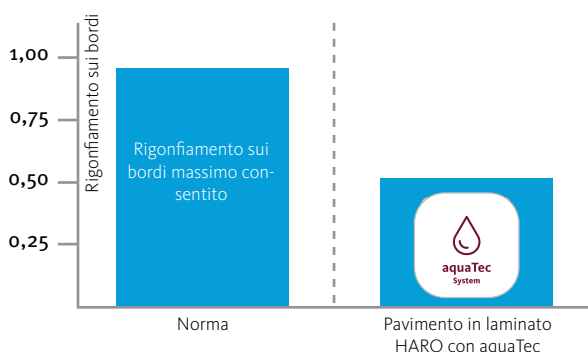 Rigonfiamento sui bordi
1,00
0,75
0,50
0,25
Rigonfiamento sui
bordi massimo con-
sentito
aquaTec
System
Norma
Pavimento in laminato
HARO con aquaTec